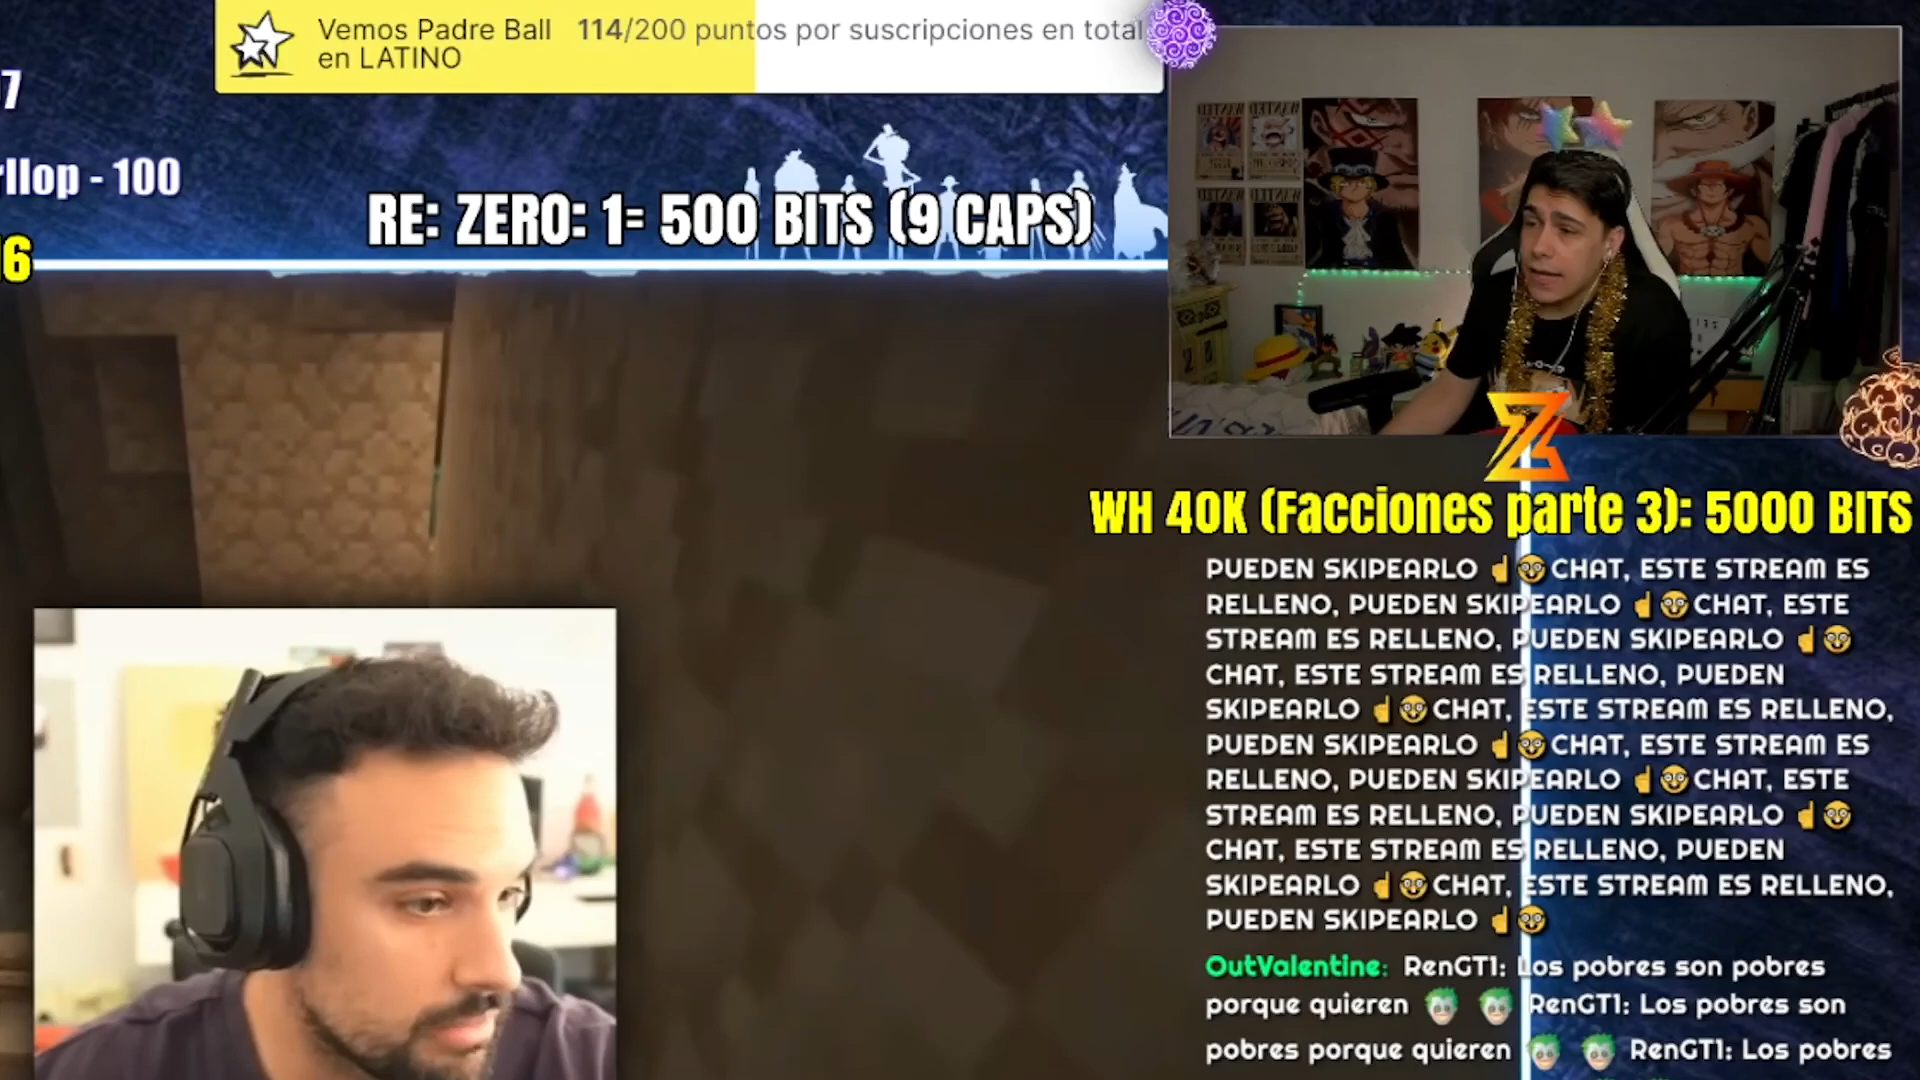 Vemos Padre Ball
en LATINO
114/200 puntos por suscripciones en total
7
rllop - 100
16
RE: ZERO: 1= 500 BITS (9 CAPS)
WANTED WANTED
WH 40K (Facciones parte 3): 5000 BITS
PUEDEN SKIPEARLO ☝🤓CHAT, ESTE STREAM ES
RELLENO, PUEDEN SKIPEARLO ☝🤓CHAT, ESTE
STREAM ES RELLENO, PUEDEN SKIPEARLO ☝🤓
CHAT, ESTE STREAM ES RELLENO, PUEDEN
SKIPEARLO ☝🤓CHAT, ESTE STREAM ES RELLENO,
PUEDEN SKIPEARLO ☝🤓CHAT, ESTE STREAM ES
RELLENO, PUEDEN SKIPEARLO ☝🤓CHAT, ESTE
STREAM ES RELLENO, PUEDEN SKIPEARLO ☝🤓
CHAT, ESTE STREAM ES RELLENO, PUEDEN
SKIPEARLO ☝🤓CHAT, ESTE STREAM ES RELLENO,
PUEDEN SKIPEARLO ☝🤓
OutValentine: RenGT1: Los pobres son pobres
porque quieren RenGT1: Los pobres son
pobres porque quieren RenGT1: Los pobres